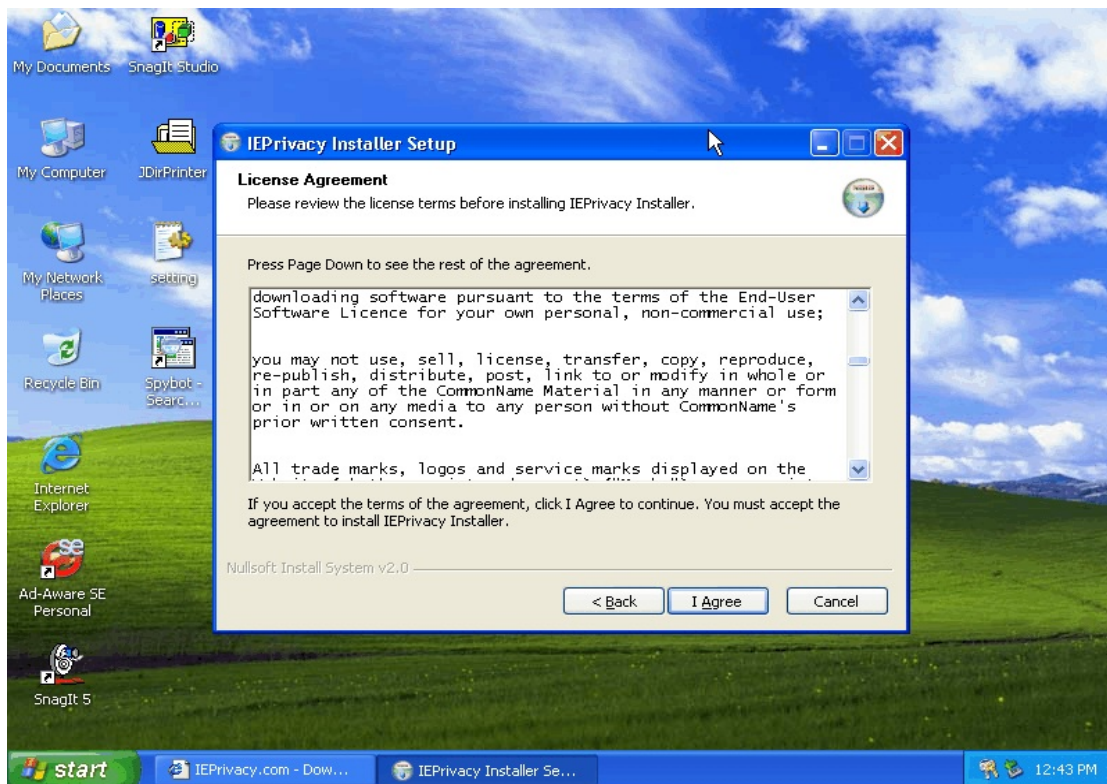 My Documents
SnagIt Studio
My Computer
JDirPrinter
My Network
Places
setting
Recycle Bin
Spybot -
Searc...
Internet
Explorer
Ad-Aware SE
Personal
SnagIt 5
IEPrivacy Installer Setup
License Agreement
Please review the license terms before installing IEPrivacy Installer.
Press Page Down to see the rest of the agreement.
downloading software pursuant to the terms of the End-User
Software Licence for your own personal, non-commercial use;
you may not use, sell, license, transfer, copy, reproduce,
re-publish, distribute, post, link to or modify in whole or
in part any of the CommonName Material in any manner or form
or in or on any media to any person without CommonName's
prior written consent.
All trade marks, logos and service marks displayed on the
If you accept the terms of the agreement, click I Agree to continue. You must accept the
agreement to install IEPrivacy Installer.
Nullsoft Install System v2.0
< Back
I Agree
Cancel
start
IEPrivacy.com - Dow...
IEPrivacy Installer Se...
12:43 PM